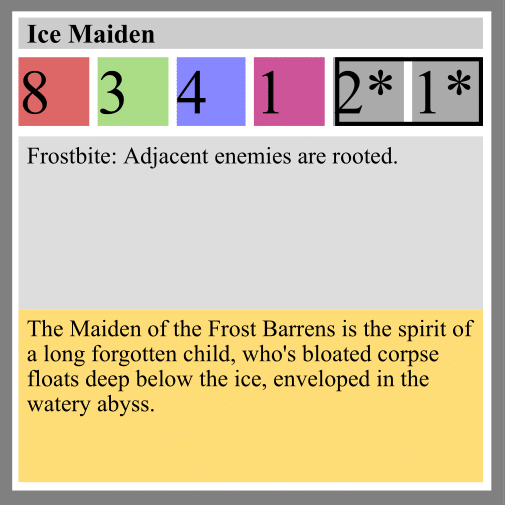 Ice Maiden
8 3 4 1 2* 1*
Frostbite: Adjacent enemies are rooted.
The Maiden of the Frost Barrens is the spirit of
a long forgotten child, who's bloated corpse
floats deep below the ice, enveloped in the
watery abyss.